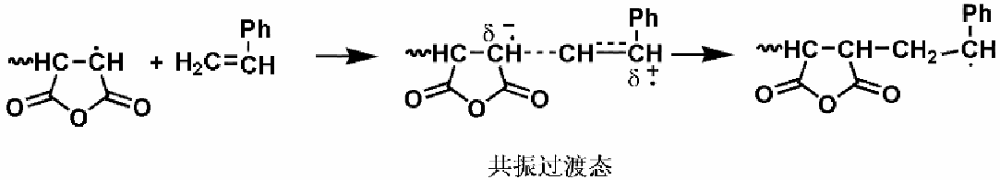 Ph
HC-ĊH + H₂C=CH
O O O
Ph
δ ∸
HC-CH---CH=CH
δ ∔
O O O
Ph
HC-CH-CH₂-CH
O O O
共振过渡态